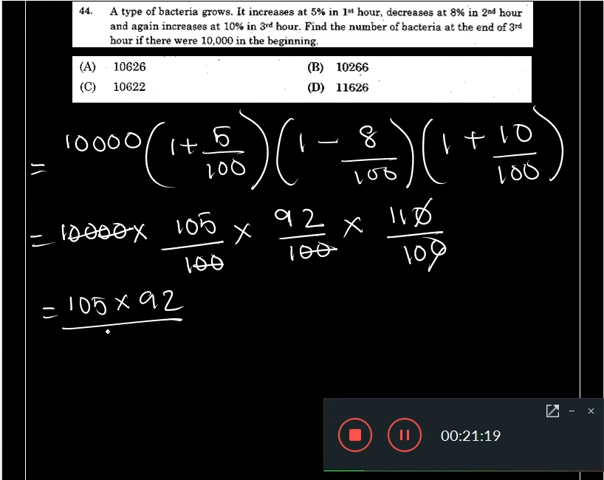 44. A type of bacteria grows. It increases at 5% in 1st hour, decreases at 8% in 2nd hour
and again increases at 10% in 3rd hour. Find the number of bacteria at the end of 3rd
hour if there were 10,000 in the beginning.
(A) 10626 (B) 10266
(C) 10622 (D) 11626
= 10000 (1 + 5/100) (1 - 8/100) (1 + 10/100)
= 10000 × 105/100 × 92/100 × 110/100
= 105 × 92
00:21:19